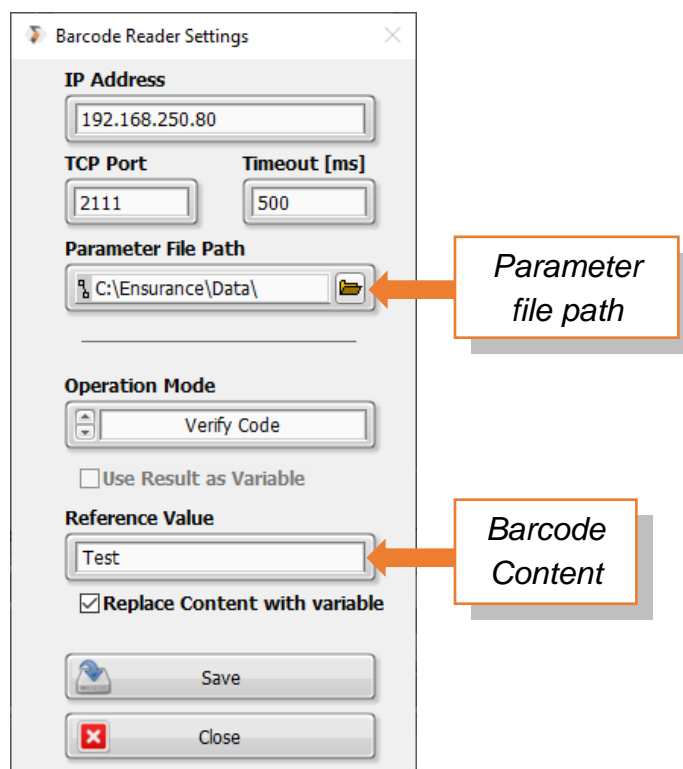 Barcode Reader Settings
IP Address
192.168.250.80
TCP Port
Timeout [ms]
2111
500
Parameter File Path
C:\Ensurance\Data\
Parameter
file path
Operation Mode
Verify Code
Use Result as Variable
Reference Value
Test
Barcode
Content
Replace Content with variable
Save
Close